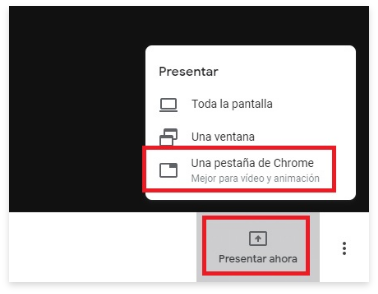 Presentar
Toda la pantalla
Una ventana
Una pestaña de Chrome
Mejor para vídeo y animación
Presentar ahora